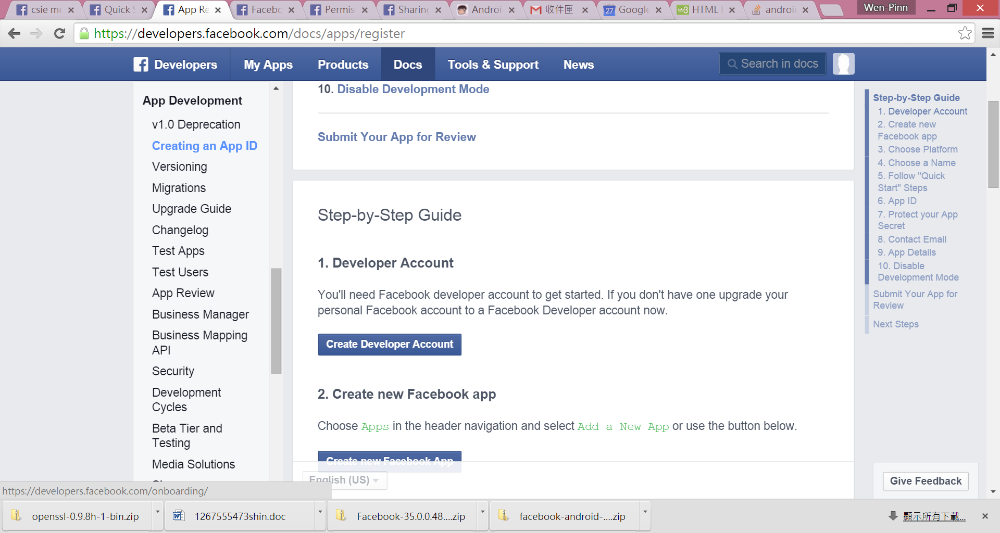 csie me
Quick S
App Re
Facebo
Permis
Sharing
Androi
收件匣
27
Google
w3
HTML
androi
Wen-Pinn
https://developers.facebook.com/docs/apps/register
Developers
My Apps
Products
Docs
Tools & Support
News
Search in docs
App Development
v1.0 Deprecation
Creating an App ID
Versioning
Migrations
Upgrade Guide
Changelog
Test Apps
Test Users
App Review
Business Manager
Business Mapping
API
Security
Development
Cycles
Beta Tier and
Testing
Media Solutions
10. Disable Development Mode
Submit Your App for Review
Step-by-Step Guide
1. Developer Account
You'll need Facebook developer account to get started. If you don't have one upgrade your
personal Facebook account to a Facebook Developer account now.
Create Developer Account
2. Create new Facebook app
Choose Apps in the header navigation and select Add a New App or use the button below.
Create new Facebook App
English (US)
Step-by-Step Guide
1. Developer Account
2. Create new
Facebook app
3. Choose Platform
4. Choose a Name
5. Follow "Quick
Start" Steps
6. App ID
7. Protect your App
Secret
8. Contact Email
9. App Details
10. Disable
Development Mode
Submit Your App for
Review
Next Steps
Give Feedback
https://developers.facebook.com/onboarding/
openssl-0.9.8h-1-bin.zip
1267555473shin.doc
Facebook-35.0.0.48....zip
facebook-android-....zip
顯示所有下載...